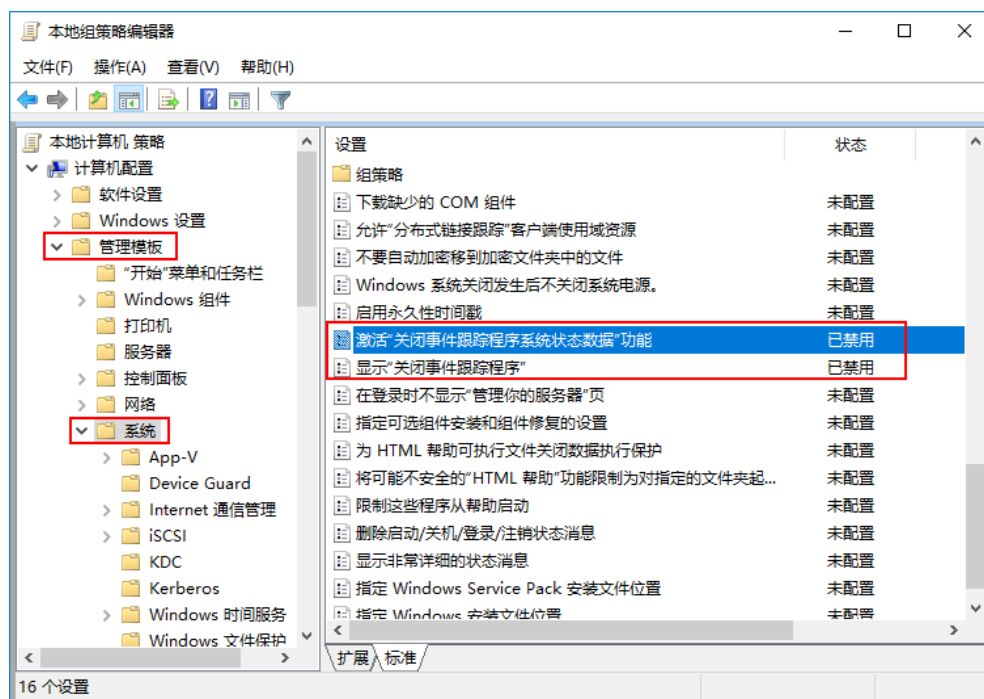 本地组策略编辑器
文件(F) 操作(A) 查看(V) 帮助(H)
本地计算机 策略
计算机配置
软件设置
Windows 设置
管理模板
“开始”菜单和任务栏
Windows 组件
打印机
服务器
控制面板
网络
系统
App-V
Device Guard
Internet 通信管理
iSCSI
KDC
Kerberos
Windows 时间服务
Windows 文件保护
设置 状态
组策略
下载缺少的 COM 组件 未配置
允许“分布式链接跟踪”客户端使用域资源 未配置
不要自动加密移到加密文件夹中的文件 未配置
Windows 系统关闭发生后不关闭系统电源。 未配置
启用永久性时间戳 未配置
激活“关闭事件跟踪程序系统状态数据”功能 已禁用
显示“关闭事件跟踪程序” 已禁用
在登录时不显示“管理你的服务器”页 未配置
指定可选组件安装和组件修复的设置 未配置
为 HTML 帮助可执行文件关闭数据执行保护 未配置
将可能不安全的“HTML 帮助”功能限制为对指定的文件夹起... 未配置
限制这些程序从帮助启动 未配置
删除启动/关机/登录/注销状态消息 未配置
显示非常详细的状态消息 未配置
指定 Windows Service Pack 安装文件位置 未配置
指定 Windows 安装文件位置 未配置
扩展 标准
16 个设置